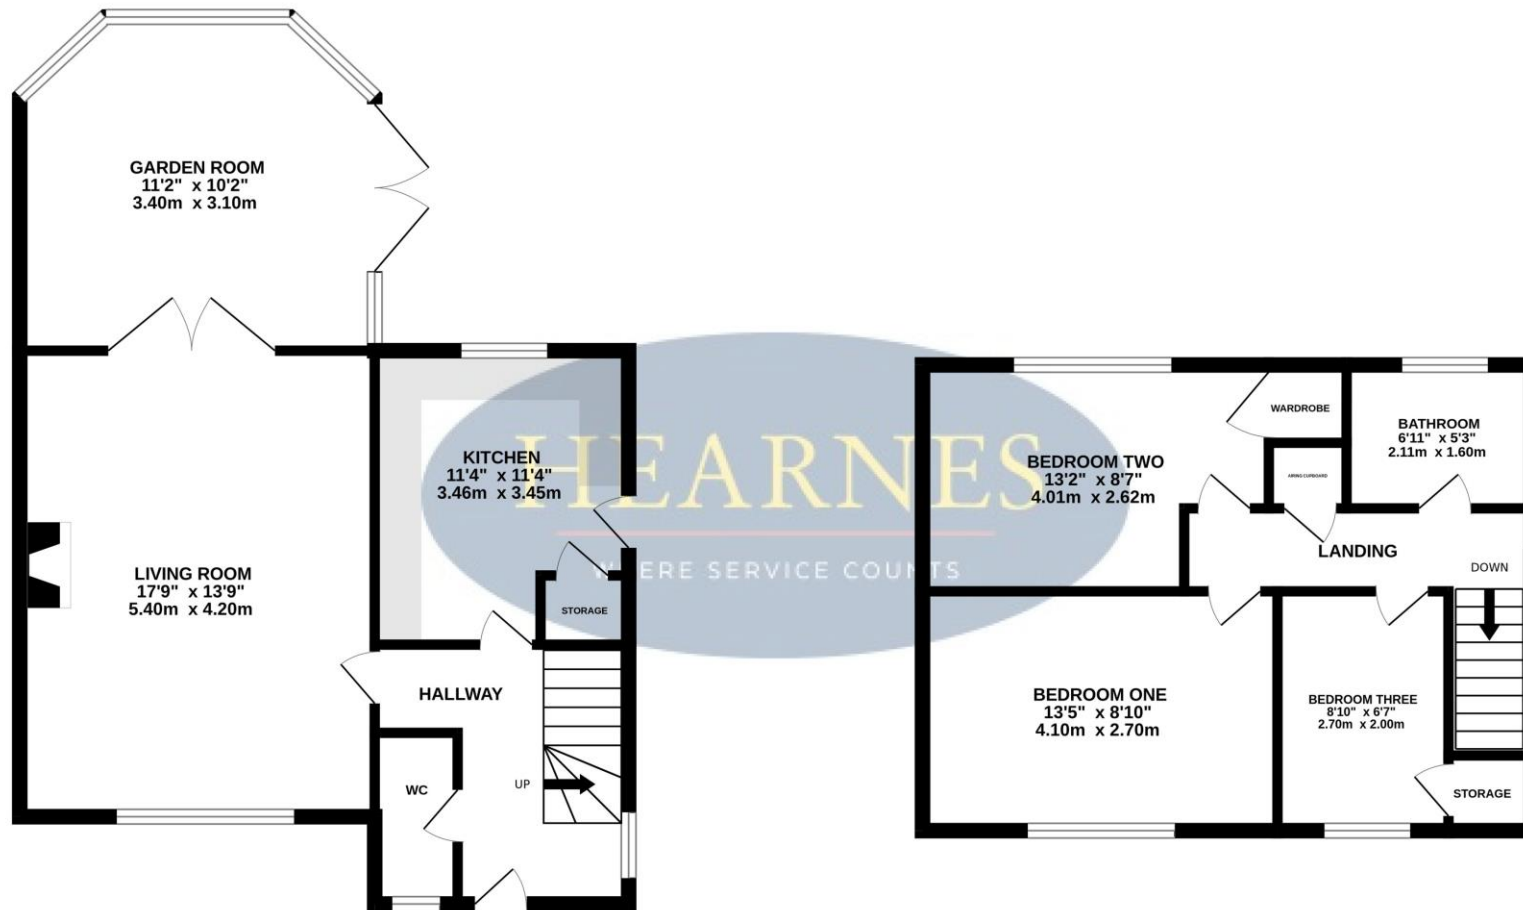 GARDEN ROOM
11'2" x 10'2"
3.40m x 3.10m
KITCHEN
11'4" x 11'4"
3.46m x 3.45m
LIVING ROOM
17'9" x 13'9"
5.40m x 4.20m
STORAGE
HALLWAY
WC
UP
HEARNES
WHERE SERVICE COUNTS
WARDROBE
BATHROOM
6'11" x 5'3"
2.11m x 1.60m
BEDROOM TWO
13'2" x 8'7"
4.01m x 2.62m
AIRING CUPBOARD
LANDING
DOWN
BEDROOM ONE
13'5" x 8'10"
4.10m x 2.70m
BEDROOM THREE
8'10" x 6'7"
2.70m x 2.00m
STORAGE